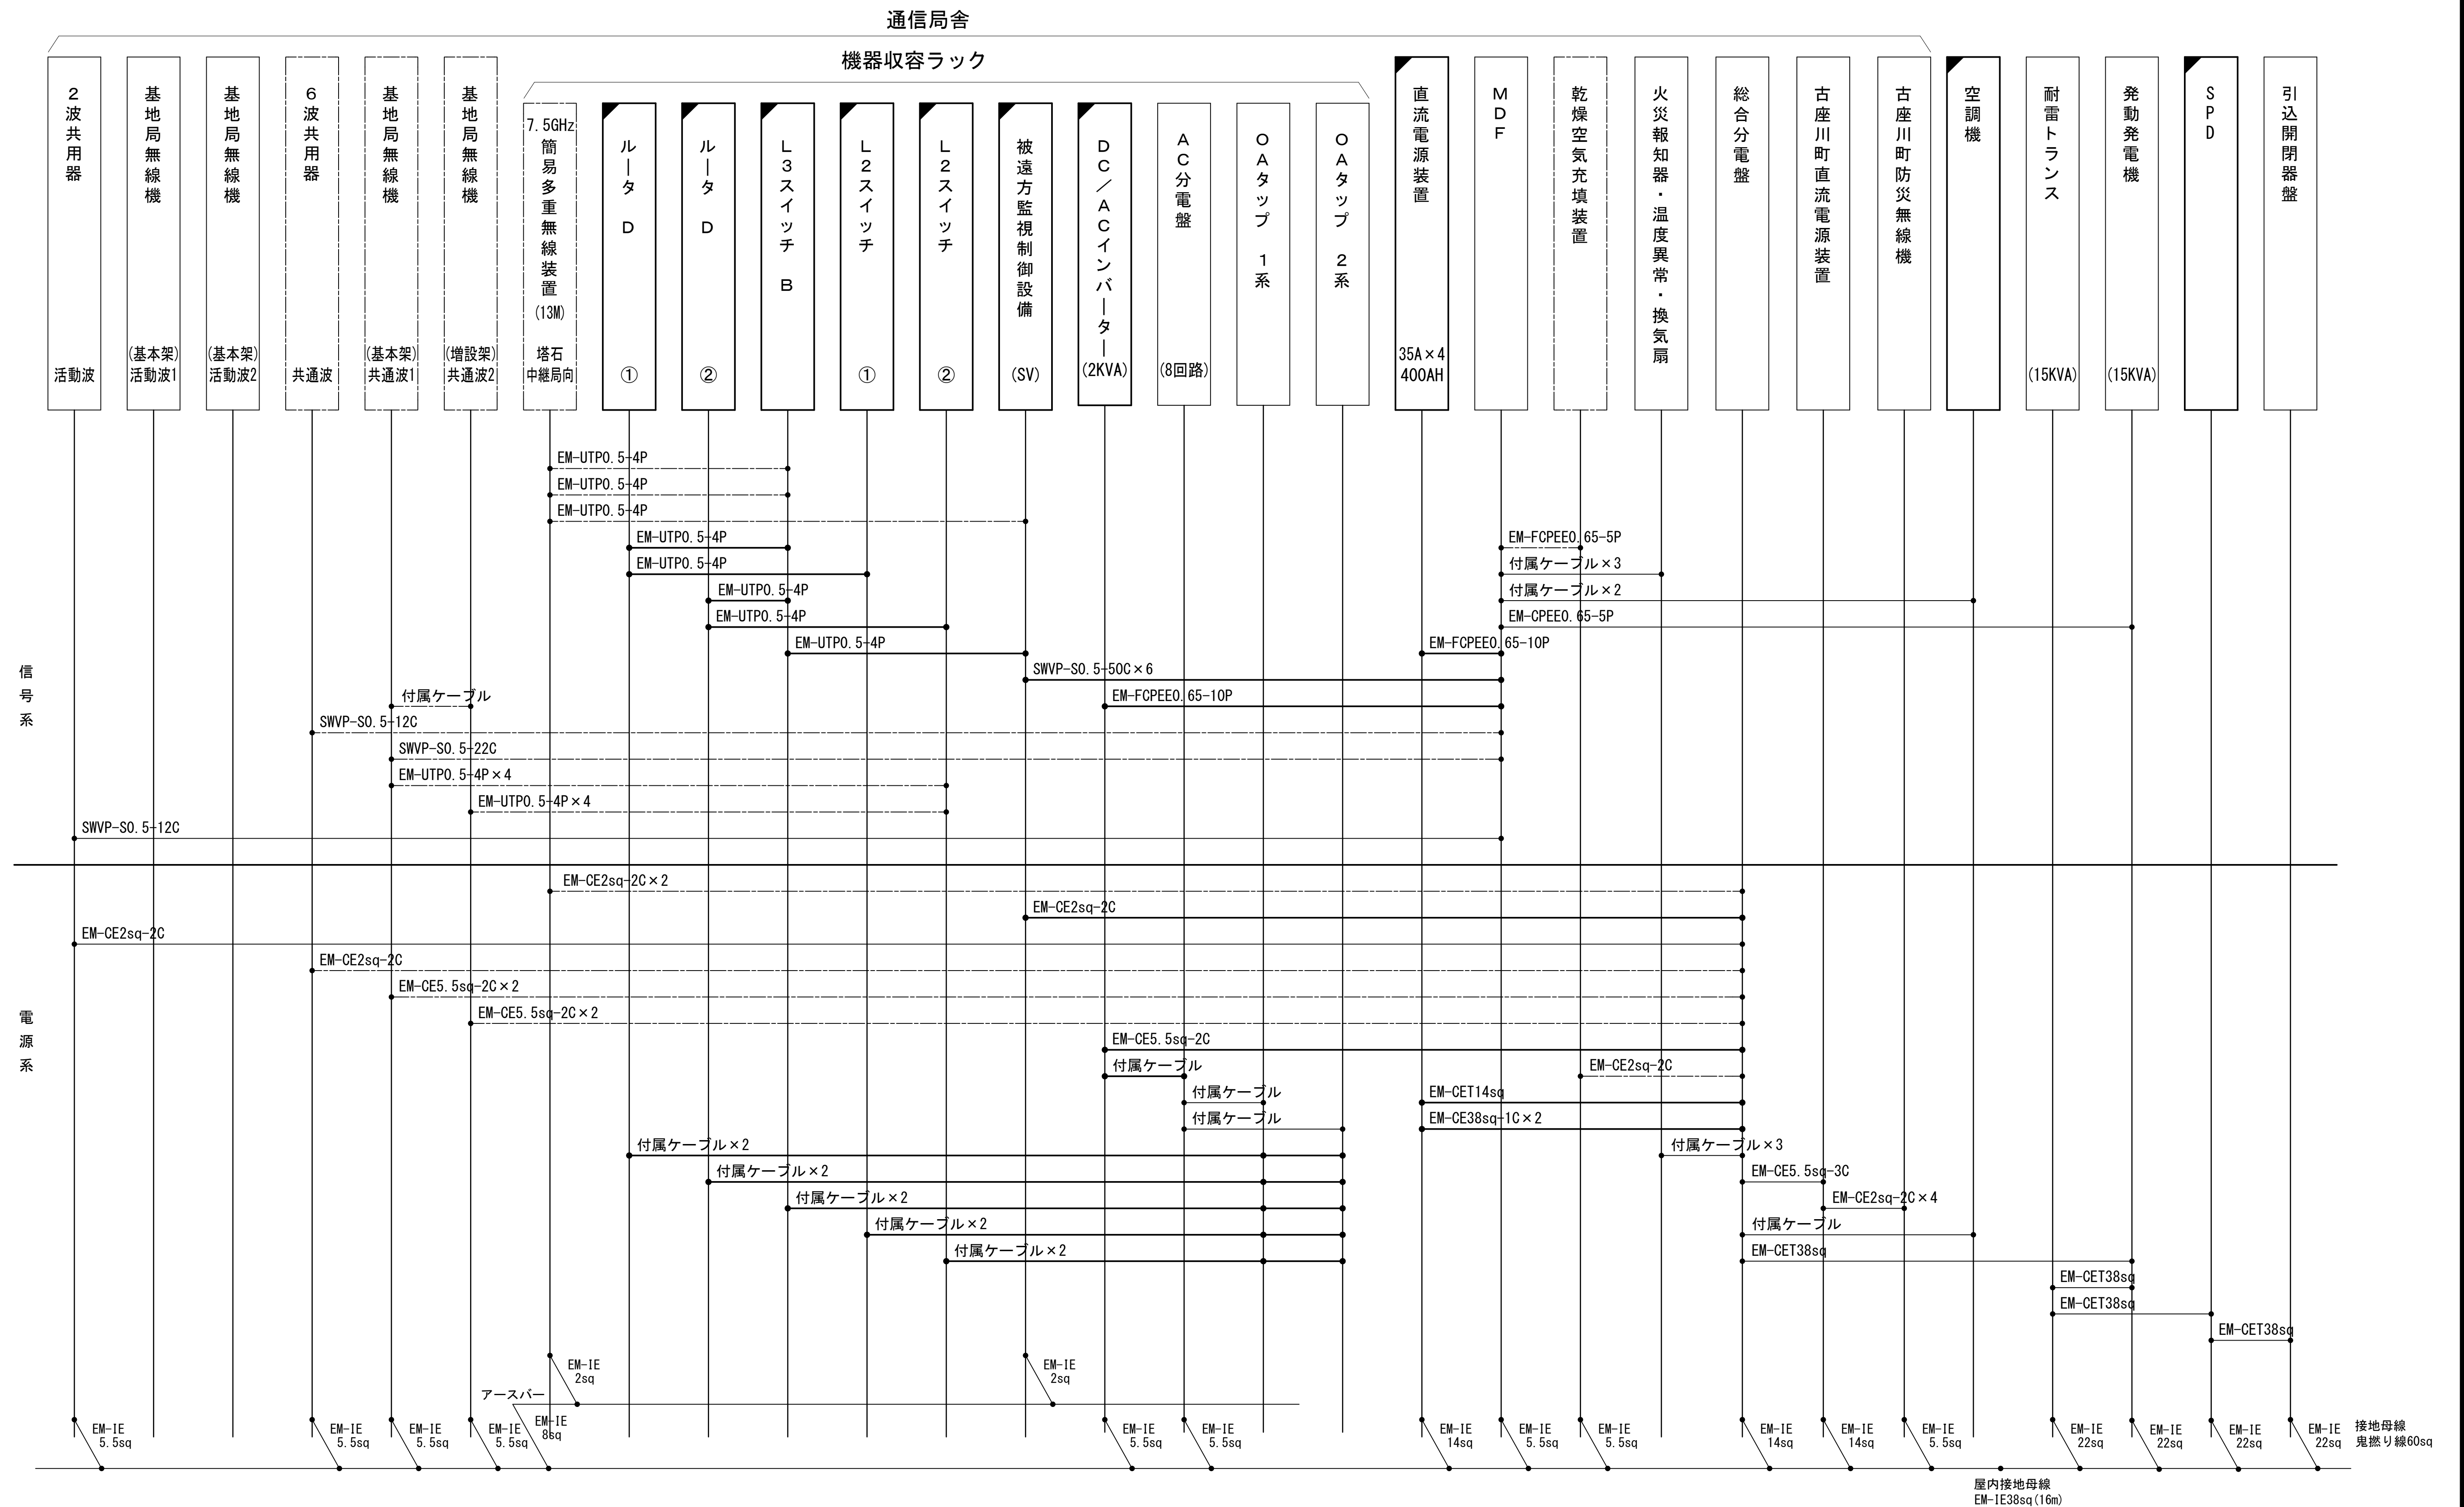 通信局舎
機器収容ラック
2波共用器
活動波
基地局無線機
(基本架)
活動波1
基地局無線機
(基本架)
活動波2
6波共用器
共通波
基地局無線機
(基本架)
共通波1
基地局無線機
(増設架)
共通波2
7.5GHz
簡易多重無線装置
(13M)
塔石
中継局向
ルータ D
①
ルータ D
②
L3スイッチ B
L2スイッチ
①
L2スイッチ
②
被遠方監視制御設備
(SV)
DC/ACインバーター
(2KVA)
AC分電盤
(8回路)
OAタップ 1系
OAタップ 2系
直流電源装置
35A×4
400AH
MDF
乾燥空気充填装置
火災報知器・温度異常・換気扇
総合分電盤
古座川町直流電源装置
古座川町防災無線機
空調機
耐雷トランス
(15KVA)
発動発電機
(15KVA)
SPD
引込開閉器盤
信号系
EM-UTP0.5-4P
EM-UTP0.5-4P
EM-UTP0.5-4P
EM-UTP0.5-4P
EM-FCPEE0.65-5P
EM-UTP0.5-4P
付属ケーブル×3
EM-UTP0.5-4P
付属ケーブル×2
EM-UTP0.5-4P
EM-CPEE0.65-5P
EM-UTP0.5-4P
EM-FCPEE0.65-10P
SWVP-S0.5-50C×6
付属ケーブル
EM-FCPEE0.65-10P
SWVP-S0.5-12C
SWVP-S0.5-22C
EM-UTP0.5-4P×4
EM-UTP0.5-4P×4
SWVP-S0.5-12C
電源系
EM-CE2sq-2C×2
EM-CE2sq-2C
EM-CE2sq-2C
EM-CE2sq-2C
EM-CE5.5sq-2C×2
EM-CE5.5sq-2C×2
EM-CE5.5sq-2C
付属ケーブル
EM-CE2sq-2C
付属ケーブル
EM-CET14sq
付属ケーブル
EM-CE38sq-1C×2
付属ケーブル×2
付属ケーブル×3
付属ケーブル×2
EM-CE5.5sq-3C
付属ケーブル×2
EM-CE2sq-2C×4
付属ケーブル×2
付属ケーブル
付属ケーブル×2
EM-CET38sq
EM-CET38sq
EM-CET38sq
EM-CET38sq
EM-IE
2sq
EM-IE
2sq
アースバー
EM-IE
5.5sq
EM-IE
5.5sq
EM-IE
5.5sq
EM-IE
5.5sq
EM-IE
8sq
EM-IE
5.5sq
EM-IE
5.5sq
EM-IE
14sq
EM-IE
5.5sq
EM-IE
5.5sq
EM-IE
14sq
EM-IE
14sq
EM-IE
5.5sq
EM-IE
22sq
EM-IE
22sq
EM-IE
22sq
EM-IE
22sq
接地母線
鬼撚り線60sq
屋内接地母線
EM-IE38sq(16m)